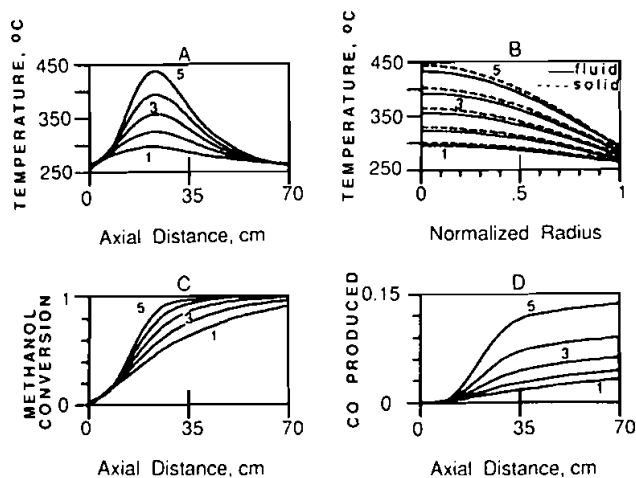 A
TEMPERATURE, °C
450
350
250
5
3
1
0
35
70
Axial Distance, cm
B
TEMPERATURE, °C
450
350
250
5
3
1
fluid
solid
0
.5
1
Normalized Radius
C
METHANOL
CONVERSION
1
0
5
3
1
0
35
70
Axial Distance, cm
D
CO PRODUCED
0.15
0
5
3
1
0
35
70
Axial Distance, cm